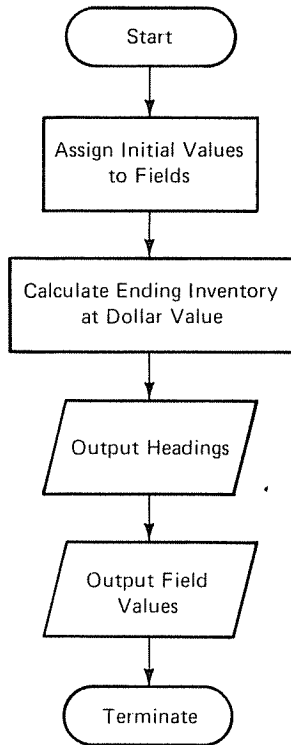 Start
Assign Initial Values
to Fields
Calculate Ending Inventory
at Dollar Value
Output Headings
Output Field
Values
Terminate